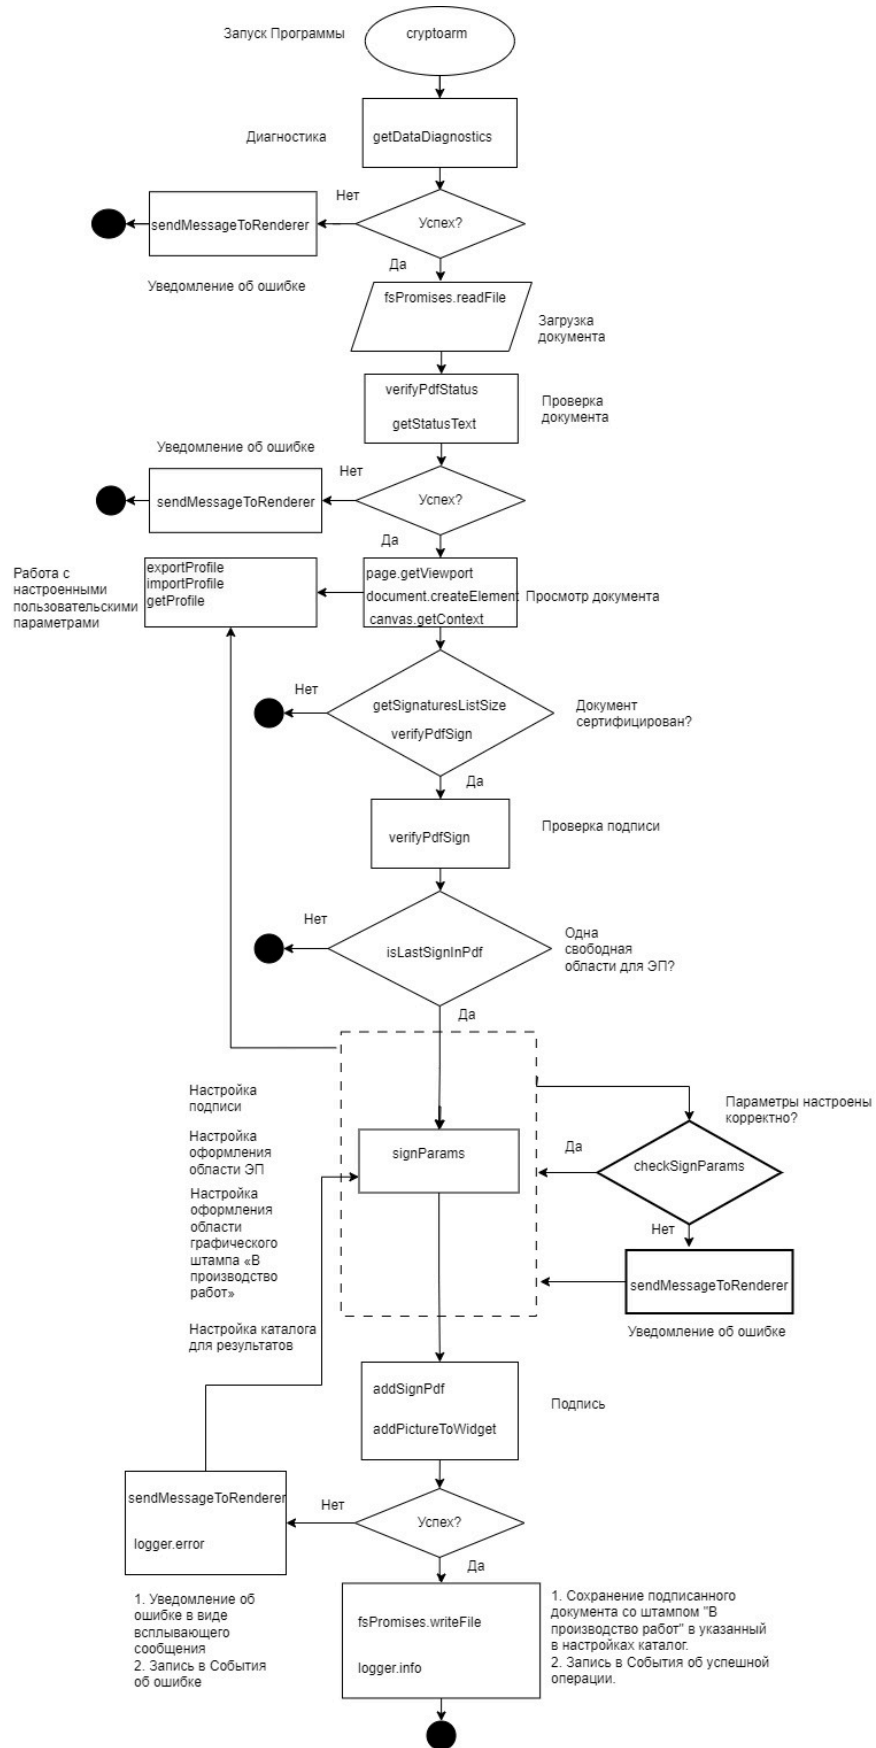 Запуск Программы
cryptoarm
Диагностика
getDataDiagnostics
Нет
sendMessageToRenderer
Успех?
Уведомление об ошибке
Да
fsPromises.readFile
Загрузка
документа
verifyPdfStatus
getStatusText
Проверка
документа
Уведомление об ошибке
Нет
sendMessageToRenderer
Успех?
Да
Работа с
настроенными
пользовательскими
параметрами
exportProfile
importProfile
getProfile
page.getViewport
document.createElement
canvas.getContext
Просмотр документа
Нет
getSignaturesListSize
verifyPdfSign
Документ
сертифицирован?
Да
verifyPdfSign
Проверка подписи
Нет
isLastSignInPdf
Одна
свободная
области для ЭП?
Да
Настройка
подписи
Настройка
оформления
области ЭП
Настройка
оформления
области
графического
штампа «В
производство
работ»
Настройка каталога
для результатов
signParams
Параметры настроены
корректно?
Да
checkSignParams
Нет
sendMessageToRenderer
Уведомление об ошибке
addSignPdf
addPictureToWidget
Подпись
sendMessageToRenderer
logger.error
Нет
Успех?
Да
1. Уведомление об
ошибке в виде
всплывающего
сообщения
2. Запись в События
об ошибке
fsPromises.writeFile
logger.info
1. Сохранение подписанного
документа со штампом "В
производство работ" в указанный
в настройках каталог.
2. Запись в События об успешной
операции.